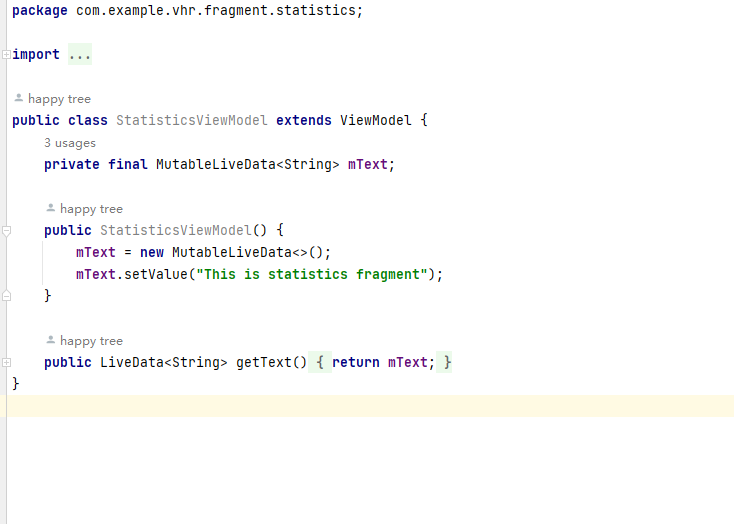 package com.example.vhr.fragment.statistics;
import ...
happy tree
public class StatisticsViewModel extends ViewModel {
3 usages
private final MutableLiveData<String> mText;
happy tree
public StatisticsViewModel() {
mText = new MutableLiveData<>();
mText.setValue("This is statistics fragment");
}
happy tree
public LiveData<String> getText() { return mText; }
}